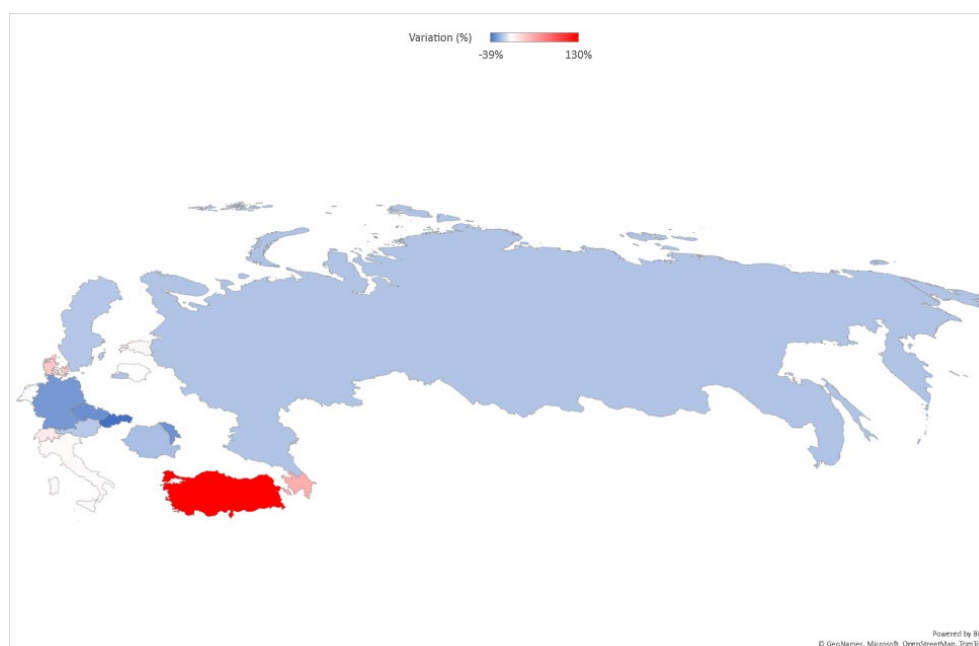 Variation (%)
-39% 130%
Powered by Bi
© GeoNames, Microsoft, OpenStreetMap, TomTo